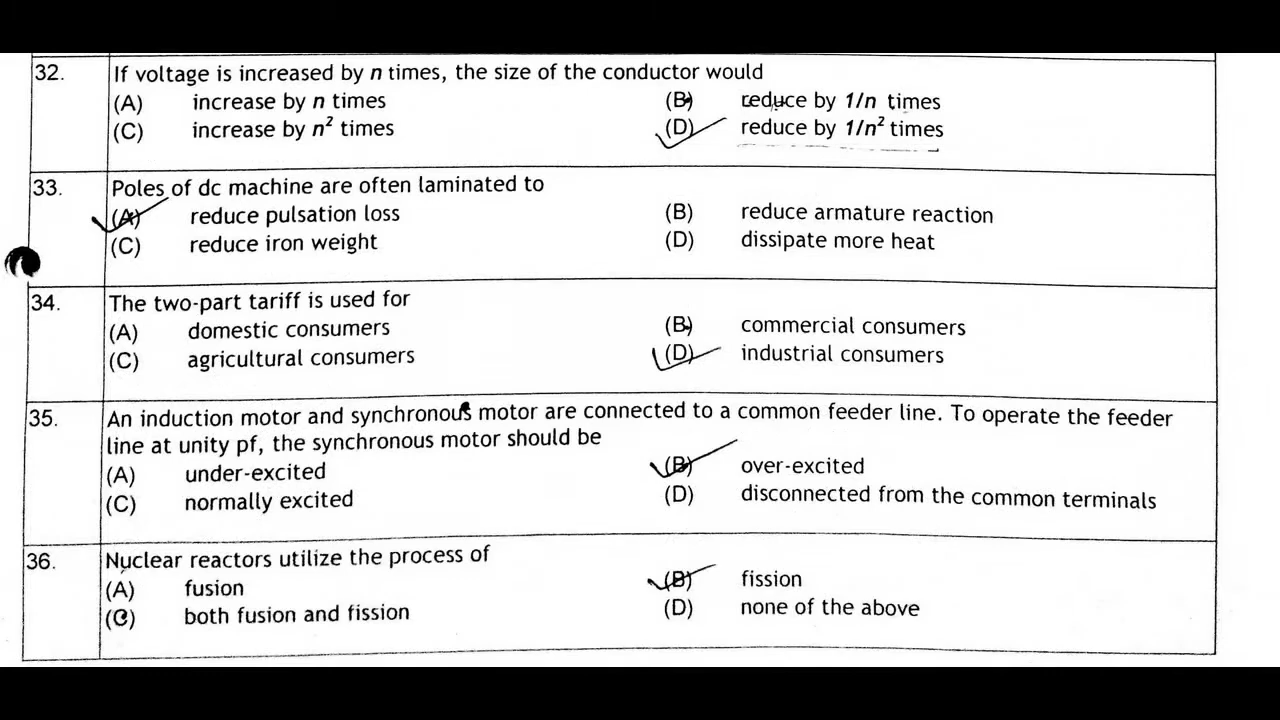 32. If voltage is increased by n times, the size of the conductor would
(A) increase by n times (B) reduce by 1/n times
(C) increase by n² times (D) reduce by 1/n² times
33. Poles of dc machine are often laminated to
(A) reduce pulsation loss (B) reduce armature reaction
(C) reduce iron weight (D) dissipate more heat
34. The two-part tariff is used for
(A) domestic consumers (B) commercial consumers
(C) agricultural consumers (D) industrial consumers
35. An induction motor and synchronous motor are connected to a common feeder line. To operate the feeder
line at unity pf, the synchronous motor should be
(A) under-excited (B) over-excited
(C) normally excited (D) disconnected from the common terminals
36. Nuclear reactors utilize the process of
(A) fusion (B) fission
(C) both fusion and fission (D) none of the above